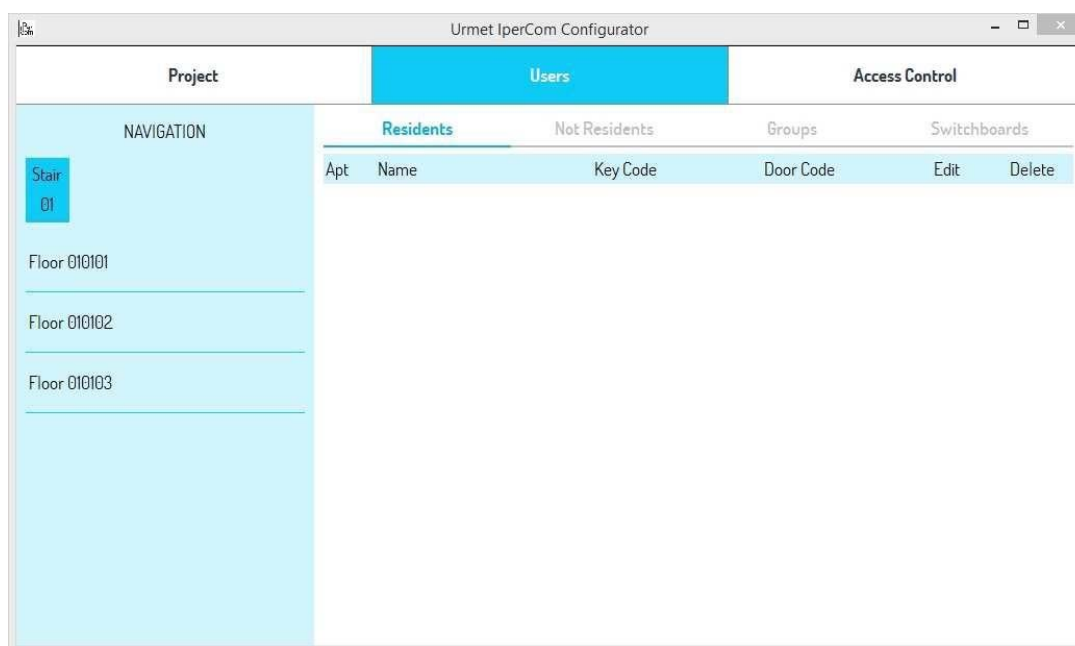 Urmet IperCom Configurator
Project Users Access Control
NAVIGATION
Residents Not Residents Groups Switchboards
Apt Name Key Code Door Code Edit Delete
Stair
01
Floor 010101
Floor 010102
Floor 010103